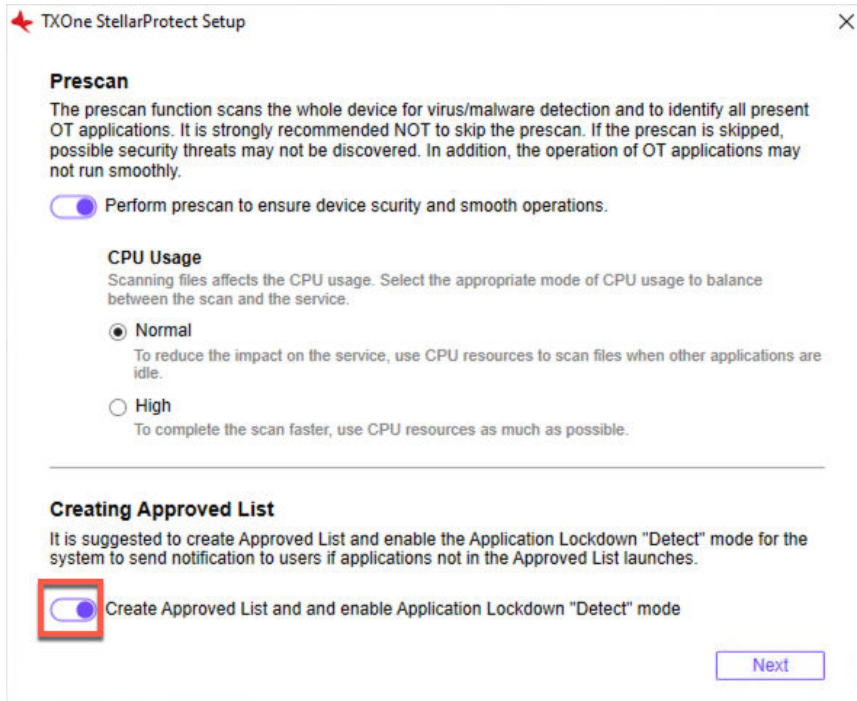 TXOne StellarProtect Setup
Prescan
The prescan function scans the whole device for virus/malware detection and to identify all present
OT applications. It is strongly recommended NOT to skip the prescan. If the prescan is skipped,
possible security threats may not be discovered. In addition, the operation of OT applications may
not run smoothly.
Perform prescan to ensure device scurity and smooth operations.
CPU Usage
Scanning files affects the CPU usage. Select the appropriate mode of CPU usage to balance
between the scan and the service.
Normal
To reduce the impact on the service, use CPU resources to scan files when other applications are
idle.
High
To complete the scan faster, use CPU resources as much as possible.
Creating Approved List
It is suggested to create Approved List and enable the Application Lockdown "Detect" mode for the
system to send notification to users if applications not in the Approved List launches.
Create Approved List and and enable Application Lockdown "Detect" mode
Next